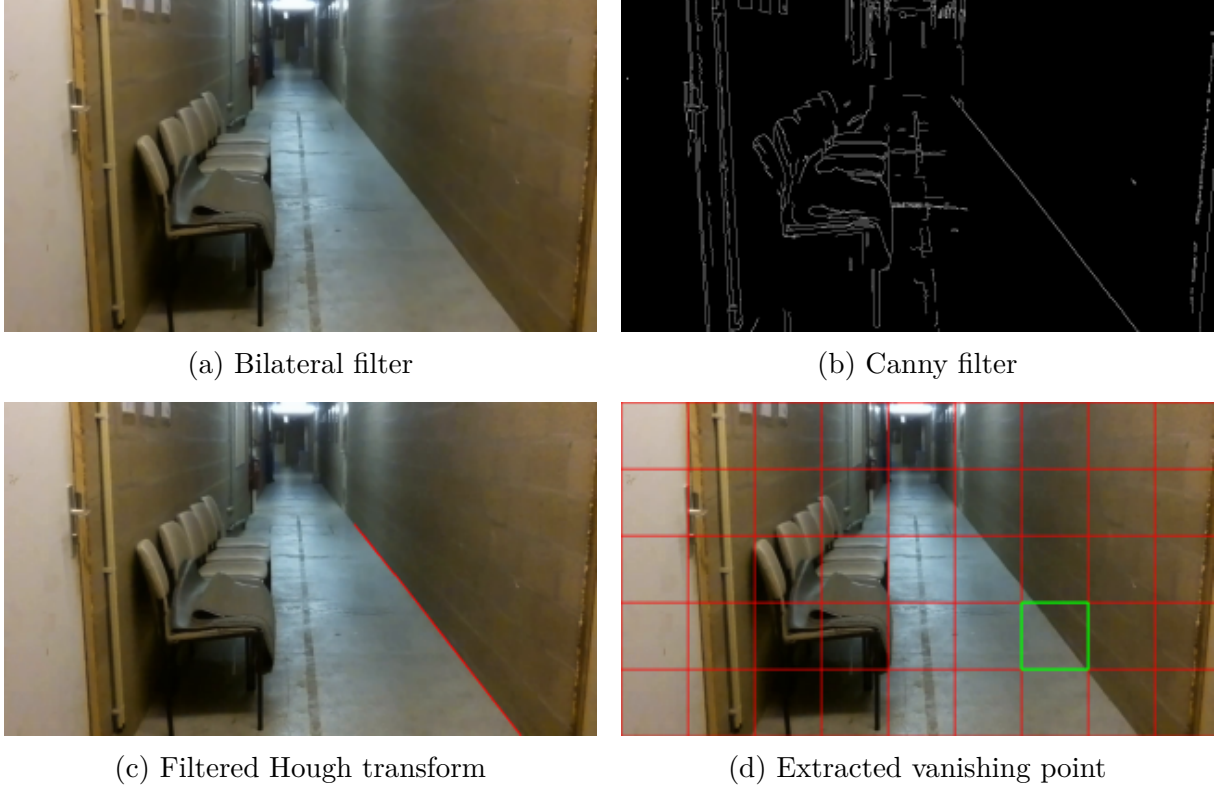 (a) Bilateral filter
(b) Canny filter
(c) Filtered Hough transform
(d) Extracted vanishing point